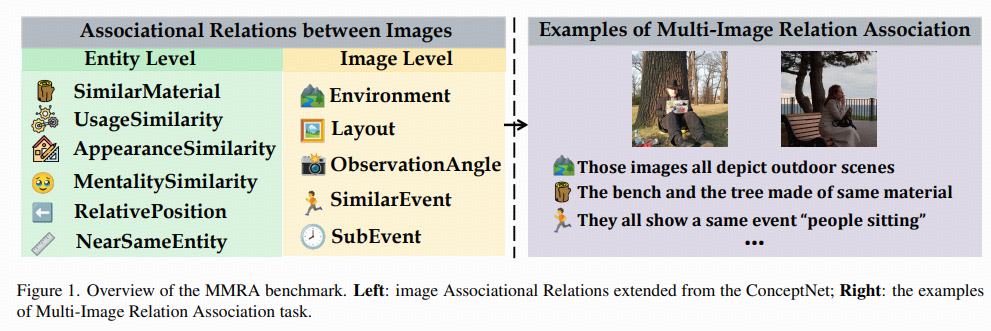 Associational Relations between Images
Entity Level
SimilarMaterial
UsageSimilarity
AppearanceSimilarity
MentalitySimilarity
RelativePosition
NearSameEntity
Image Level
Environment
Layout
ObservationAngle
SimilarEvent
SubEvent
Examples of Multi-Image Relation Association
Those images all depict outdoor scenes
The bench and the tree made of same material
They all show a same event “people sitting”
...
Figure 1. Overview of the MMRA benchmark. Left: image Associational Relations extended from the ConceptNet; Right: the examples
of Multi-Image Relation Association task.